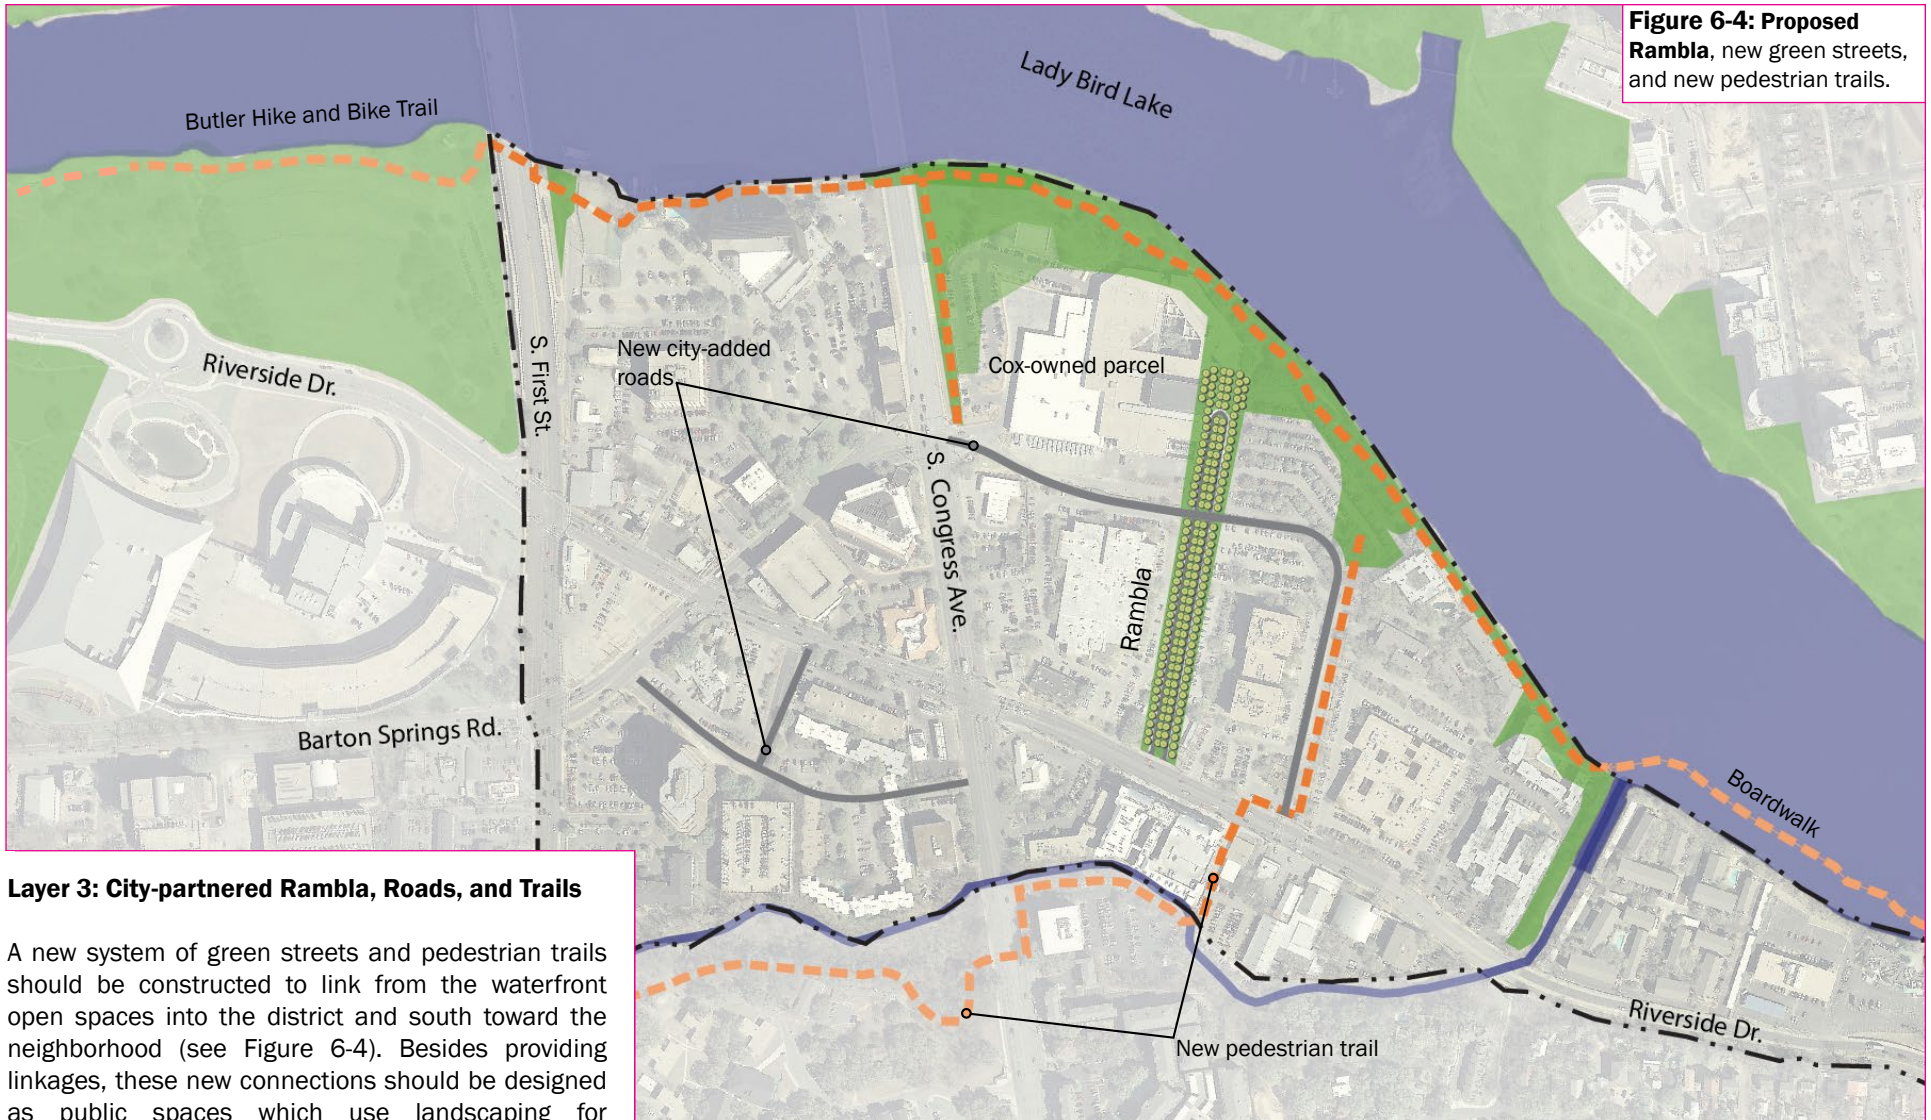 Figure 6-4: Proposed
Rambla, new green streets,
and new pedestrian trails.
Lady Bird Lake
Butler Hike and Bike Trail
Riverside Dr.
S. First St.
New city-added
roads
Cox-owned parcel
S. Congress Ave.
Rambla
Barton Springs Rd.
Boardwalk
Riverside Dr.
New pedestrian trail
Layer 3: City-partnered Rambla, Roads, and Trails
A new system of green streets and pedestrian trails
should be constructed to link from the waterfront
open spaces into the district and south toward the
neighborhood (see Figure 6-4). Besides providing
linkages, these new connections should be designed
as public spaces which use landscaping for